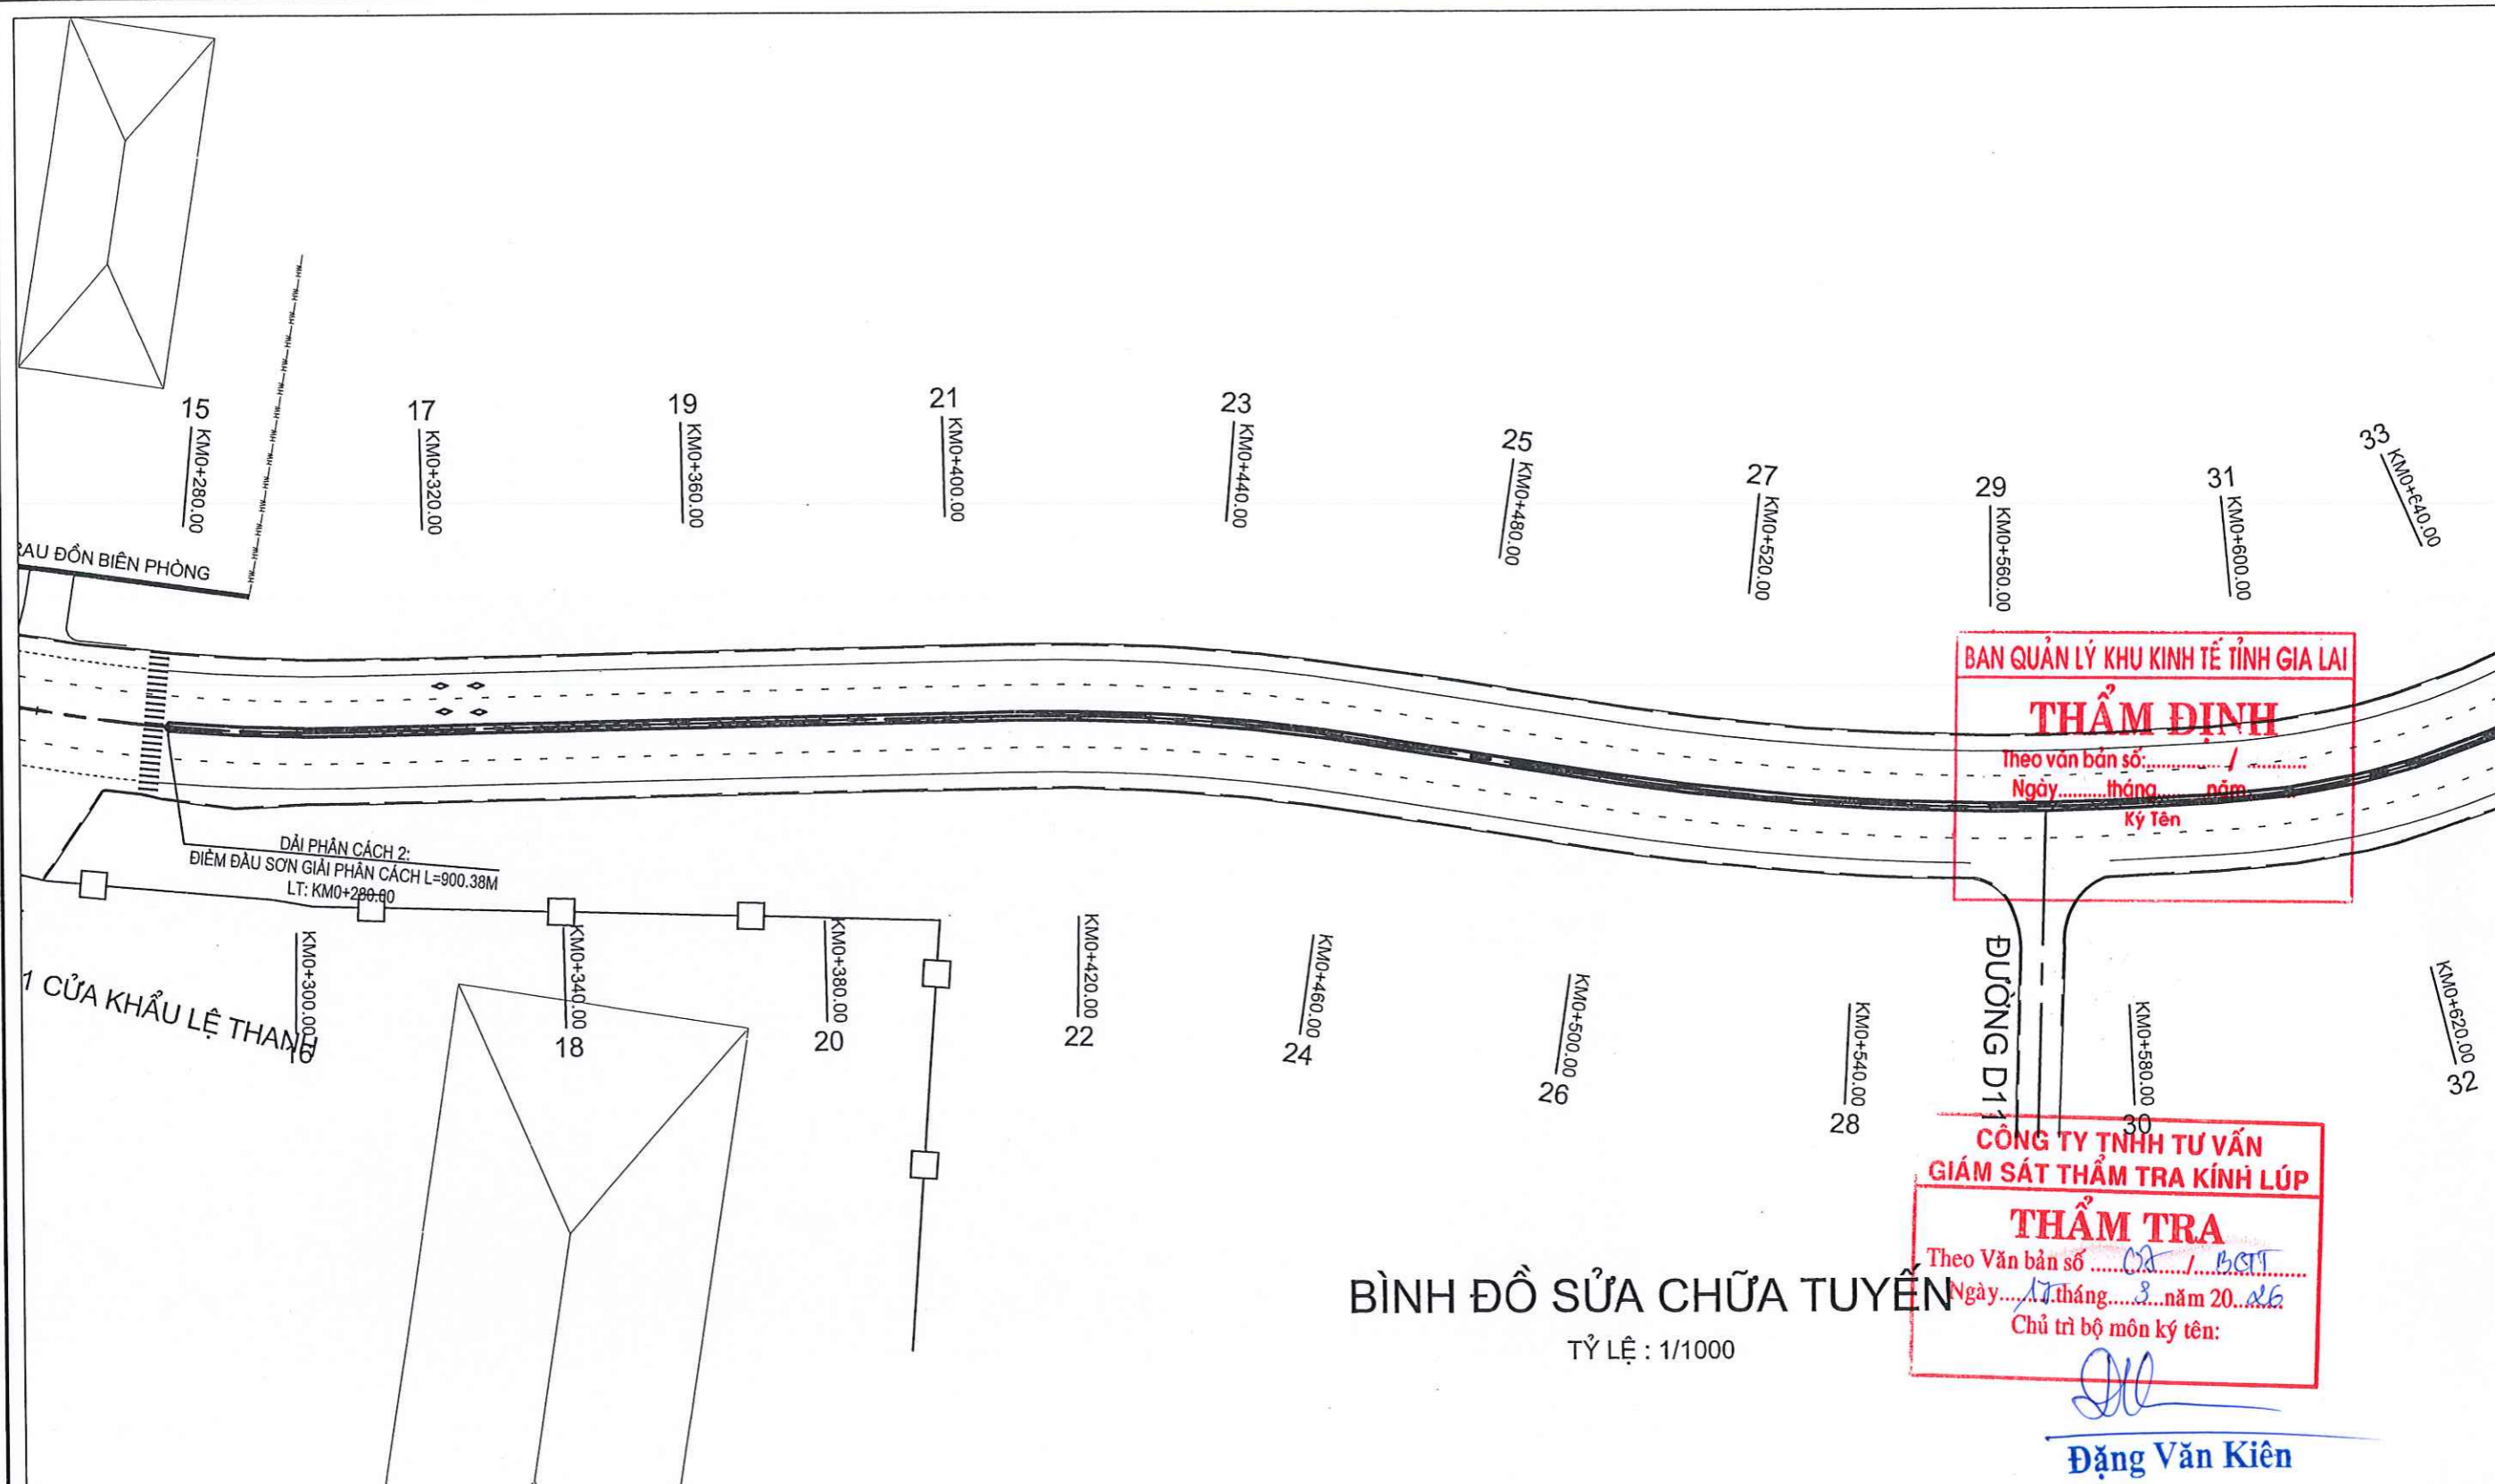 15
KM0+280.00
17
KM0+320.00
19
KM0+360.00
21
KM0+400.00
23
KM0+440.00
25
KM0+480.00
27
KM0+520.00
29
KM0+560.00
31
KM0+600.00
33
KM0+640.00
RAU ĐỒN BIÊN PHÒNG
BAN QUẢN LÝ KHU KINH TẾ TỈNH GIA LAI
THẨM ĐỊNH
Theo văn bản số:............. / ...........
Ngày..........tháng..........năm..........
Ký Tên
DẢI PHÂN CÁCH 2:
ĐIỂM ĐẦU SƠN GIẢI PHÂN CÁCH L=900.38M
LT: KM0+280.00
1 CỬA KHẨU LỆ THANH
KM0+300.00
16
KM0+340.00
18
KM0+380.00
20
KM0+420.00
22
KM0+460.00
24
KM0+500.00
26
KM0+540.00
28
ĐƯỜNG D11
KM0+580.00
30
KM0+620.00
32
CÔNG TY TNHH TƯ VẤN
GIÁM SÁT THẨM TRA KÍNH LÚP
THẨM TRA
Theo Văn bản số ........../ BCTT
Ngày 17 tháng 3 năm 20 26
Chủ trì bộ môn ký tên:
Đặng Văn Kiên
BÌNH ĐỒ SỬA CHỮA TUYẾN
TỶ LỆ : 1/1000